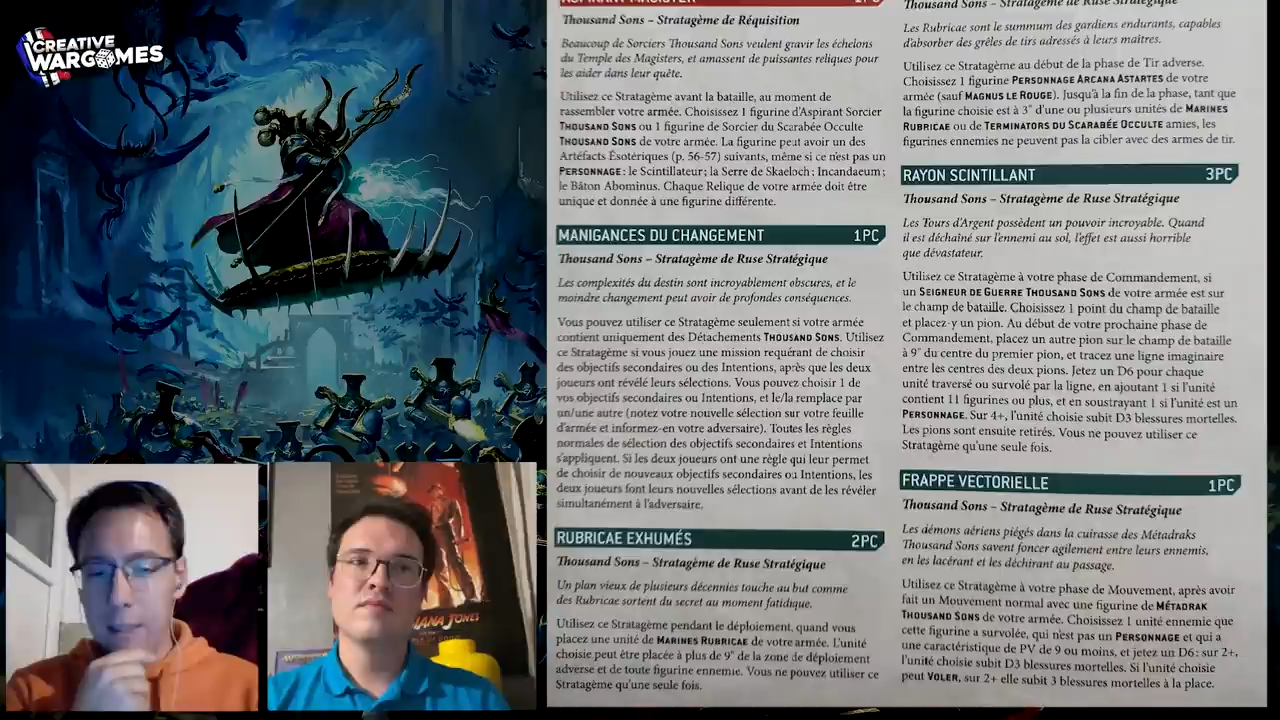 CREATIVE
WARGOMES
ASPIRANT MAGISTER 1PC
Thousand Sons – Stratagème de Réquisition
Beaucoup de Sorciers Thousand Sons veulent gravir les échelons
du Temple des Magisters, et amassent de puissantes reliques pour
les aider dans leur quête.
Utilisez ce Stratagème avant la bataille, au moment de
rassembler votre armée. Choisissez 1 figurine d'Aspirant Sorcier
THOUSAND SONS ou 1 figurine de Sorcier du Scarabée Occulte
THOUSAND SONS de votre armée. La figurine peut avoir un des
Artéfacts Ésotériques (p. 56-57) suivants, même si ce n'est pas un
PERSONNAGE : le Scintillateur ; la Serre de Skaeloch ; Incandaeum ;
le Bâton Abominus. Chaque Relique de votre armée doit être
unique et donnée à une figurine différente.
MANIGANCES DU CHANGEMENT 1PC
Thousand Sons – Stratagème de Ruse Stratégique
Les complexités du destin sont incroyablement obscures, et le
moindre changement peut avoir de profondes conséquences.
Vous pouvez utiliser ce Stratagème seulement si votre armée
contient uniquement des Détachements THOUSAND SONS. Utilisez
ce Stratagème si vous jouez une mission requérant de choisir
des objectifs secondaires ou des Intentions, après que les deux
joueurs ont révélé leurs sélections. Vous pouvez choisir 1 de
vos objectifs secondaires ou Intentions, et le/la remplace par
un/une autre (notez votre nouvelle sélection sur votre feuille
d'armée et informez-en votre adversaire). Toutes les règles
normales de sélection des objectifs secondaires et Intentions
s'appliquent. Si les deux joueurs ont une règle qui leur permet
de choisir de nouveaux objectifs secondaires ou Intentions, les
deux joueurs font leurs nouvelles sélections avant de les révéler
simultanément à l'adversaire.
RUBRICAE EXHUMÉS 2PC
Thousand Sons – Stratagème de Ruse Stratégique
Un plan vieux de plusieurs décennies touche au but comme
des Rubricae sortent du secret au moment fatidique.
Utilisez ce Stratagème pendant le déploiement, quand vous
placez une unité de MARINES RUBRICAE de votre armée. L'unité
choisie peut être placée à plus de 9" de la zone de déploiement
adverse et de toute figurine ennemie. Vous ne pouvez utiliser ce
Stratagème qu'une seule fois.
Thousand Sons – Stratagème de Ruse Stratégique
Les Rubricae sont le summum des gardiens endurants, capables
d'absorber des grêles de tirs adressés à leurs maîtres.
Utilisez ce Stratagème au début de la phase de Tir adverse.
Choisissez 1 figurine PERSONNAGE ARCANA ASTARTES de votre
armée (sauf MAGNUS LE ROUGE). Jusqu'à la fin de la phase, tant que
la figurine choisie est à 3" d'une ou plusieurs unités de MARINES
RUBRICAE ou de TERMINATORS DU SCARABÉE OCCULTE amies, les
figurines ennemies ne peuvent pas la cibler avec des armes de tir.
RAYON SCINTILLANT 3PC
Thousand Sons – Stratagème de Ruse Stratégique
Les Tours d'Argent possèdent un pouvoir incroyable. Quand
il est déchainé sur l'ennemi au sol, l'effet est aussi horrible
que dévastateur.
Utilisez ce Stratagème à votre phase de Commandement, si
un SEIGNEUR DE GUERRE THOUSAND SONS de votre armée est sur
le champ de bataille. Choisissez 1 point du champ de bataille
et placez-y un pion. Au début de votre prochaine phase de
Commandement, placez un autre pion sur le champ de bataille
à 9" du centre du premier pion, et tracez une ligne imaginaire
entre les centres des deux pions. Jetez un D6 pour chaque
unité traversé ou survolé par la ligne, en ajoutant 1 si l'unité
contient 11 figurines ou plus, et en soustrayant 1 si l'unité est un
PERSONNAGE. Sur 4+, l'unité choisie subit D3 blessures mortelles.
Les pions sont ensuite retirés. Vous ne pouvez utiliser ce
Stratagème qu'une seule fois.
FRAPPE VECTORIELLE 1PC
Thousand Sons – Stratagème de Ruse Stratégique
Les démons aériens piégés dans la cuirasse des Métadraks
Thousand Sons savent foncer agilement entre leurs ennemis,
en les lacérant et les déchirant au passage.
Utilisez ce Stratagème à votre phase de Mouvement, après avoir
fait un Mouvement normal avec une figurine de MÉTADRAK
THOUSAND SONS de votre armée. Choisissez 1 unité ennemie que
cette figurine a survolée, qui n'est pas un PERSONNAGE et qui a
une caractéristique de PV de 9 ou moins, et jetez un D6 : sur 2+,
l'unité choisie subit D3 blessures mortelles. Si l'unité choisie
peut VOLER, sur 2+ elle subit 3 blessures mortelles à la place.
IANA JONES